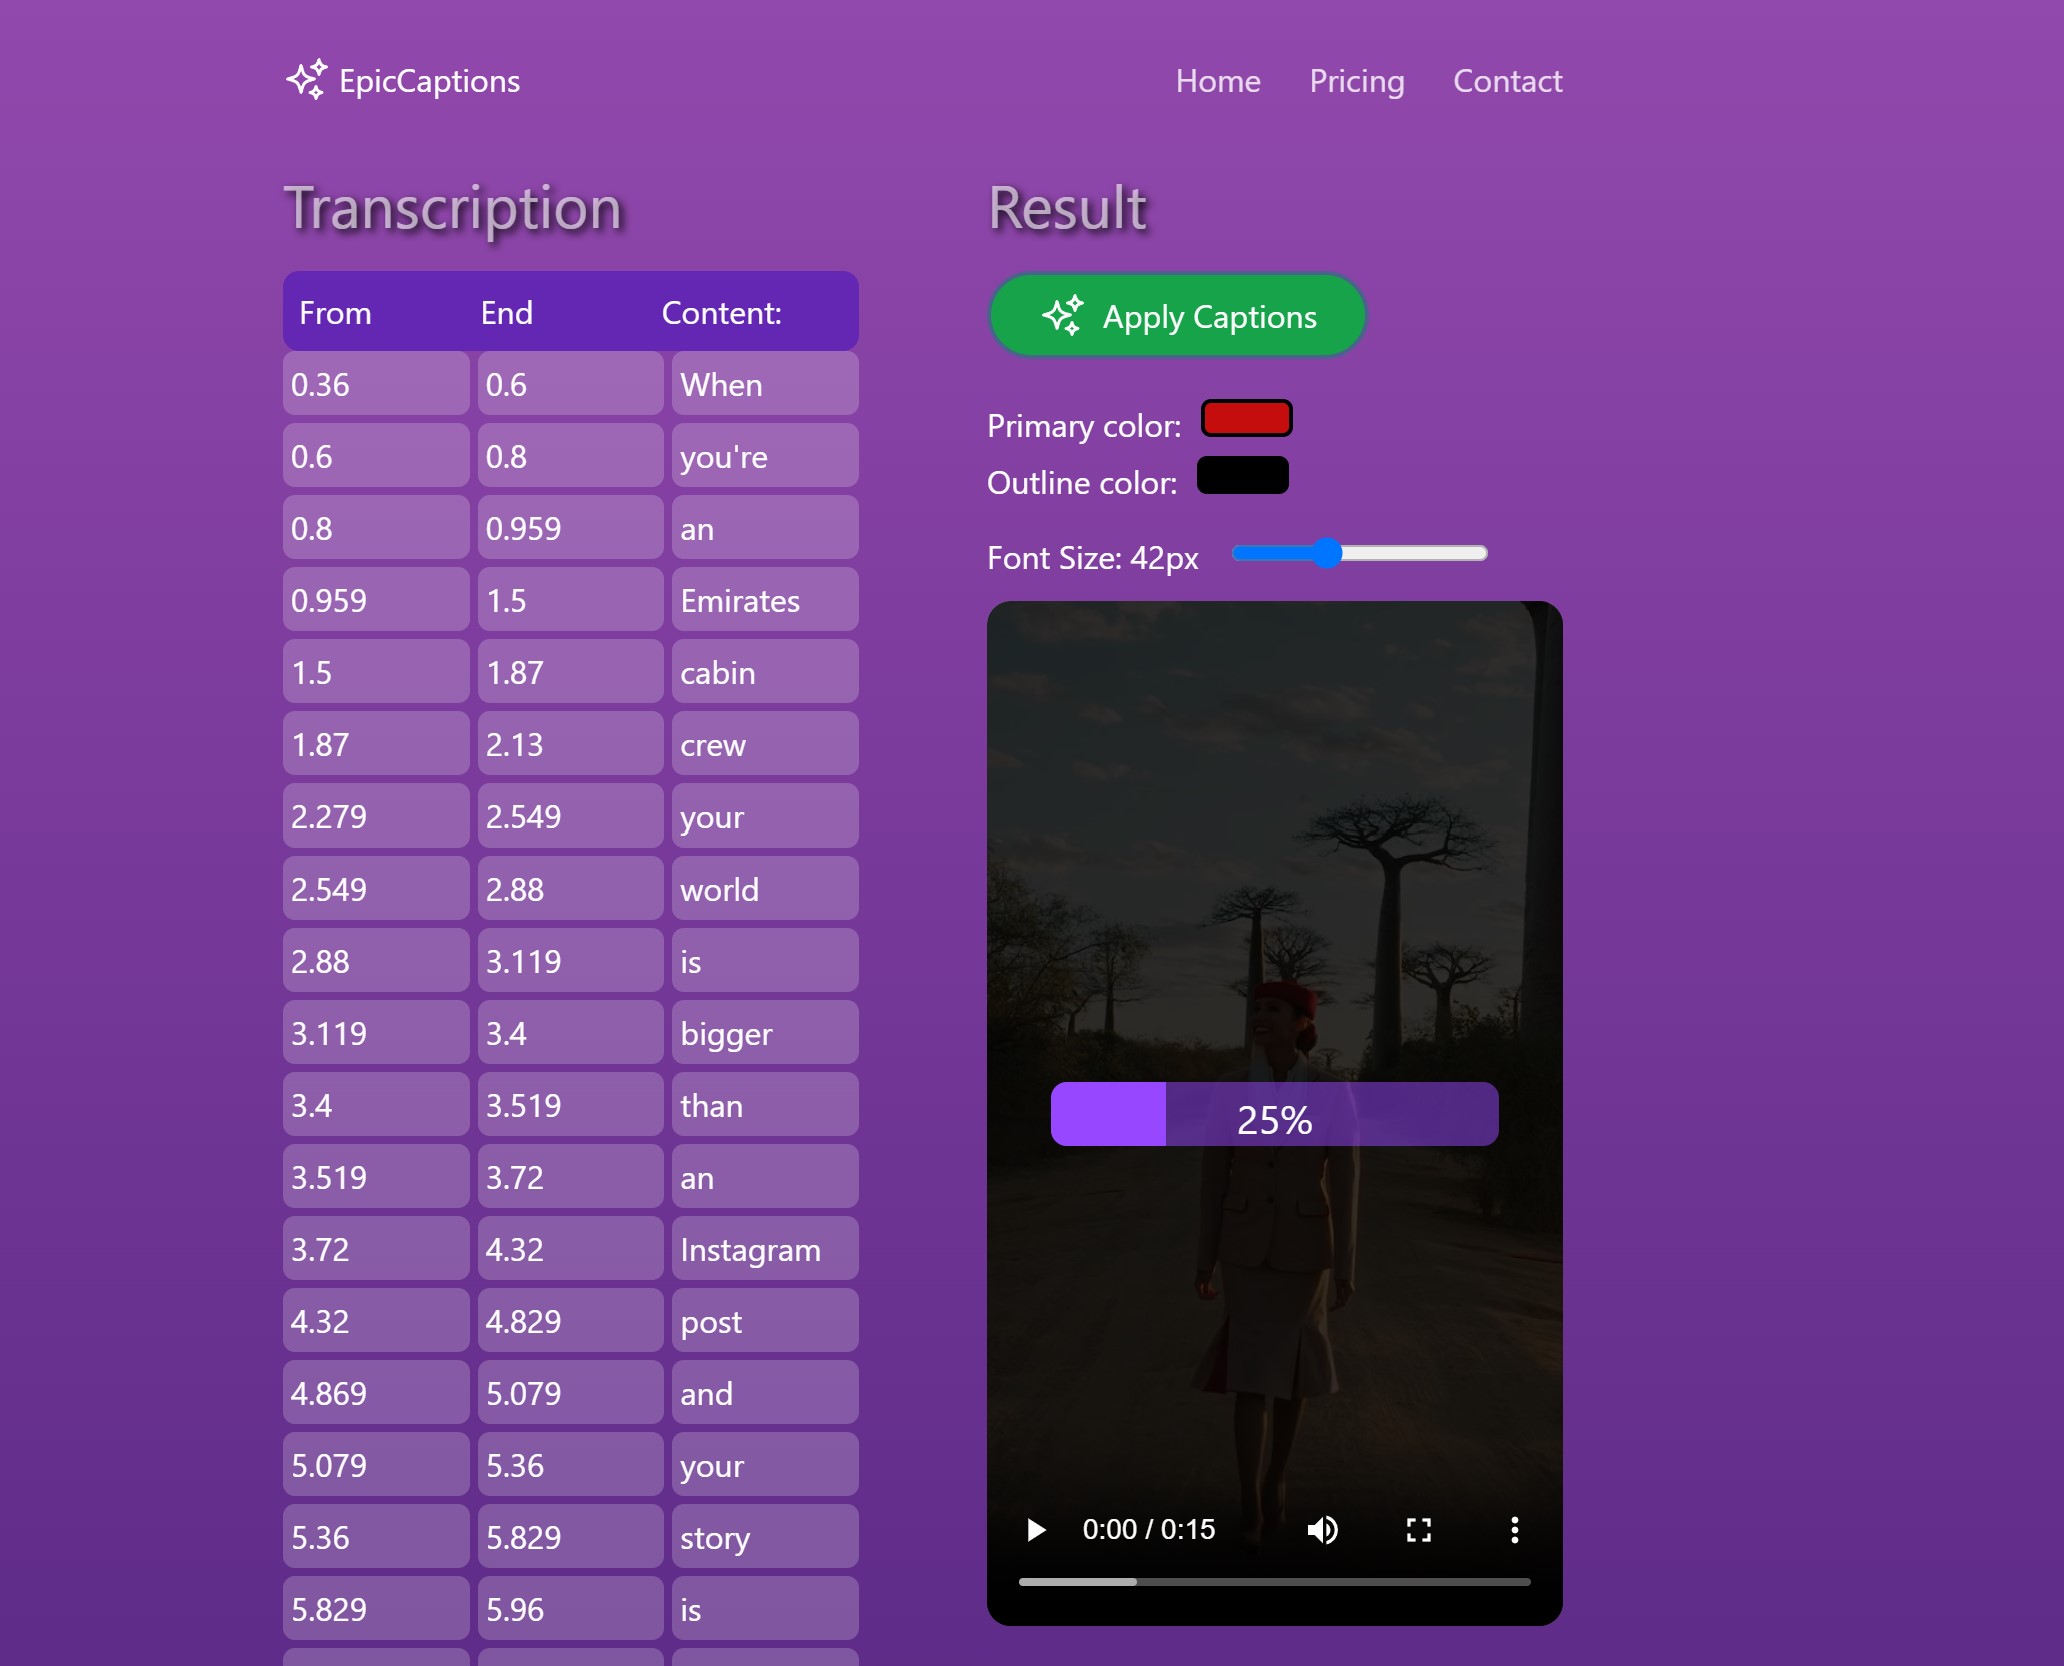 EpicCaptions
Home Pricing Contact
Transcription
From End Content:
0.36 0.6 When
0.6 0.8 you're
0.8 0.959 an
0.959 1.5 Emirates
1.5 1.87 cabin
1.87 2.13 crew
2.279 2.549 your
2.549 2.88 world
2.88 3.119 is
3.119 3.4 bigger
3.4 3.519 than
3.519 3.72 an
3.72 4.32 Instagram
4.32 4.829 post
4.869 5.079 and
5.079 5.36 your
5.36 5.829 story
5.829 5.96 is
Result
Apply Captions
Primary color:
Outline color:
Font Size: 42px
25%
0:00 / 0:15